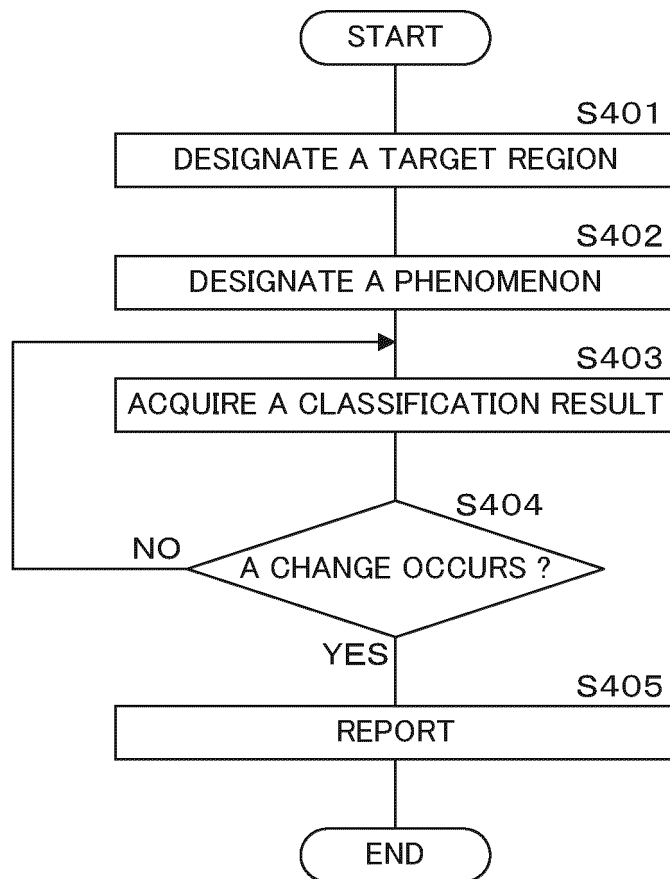 START
S401
DESIGNATE A TARGET REGION
S402
DESIGNATE A PHENOMENON
S403
ACQUIRE A CLASSIFICATION RESULT
S404
NO
A CHANGE OCCURS ?
YES
S405
REPORT
END